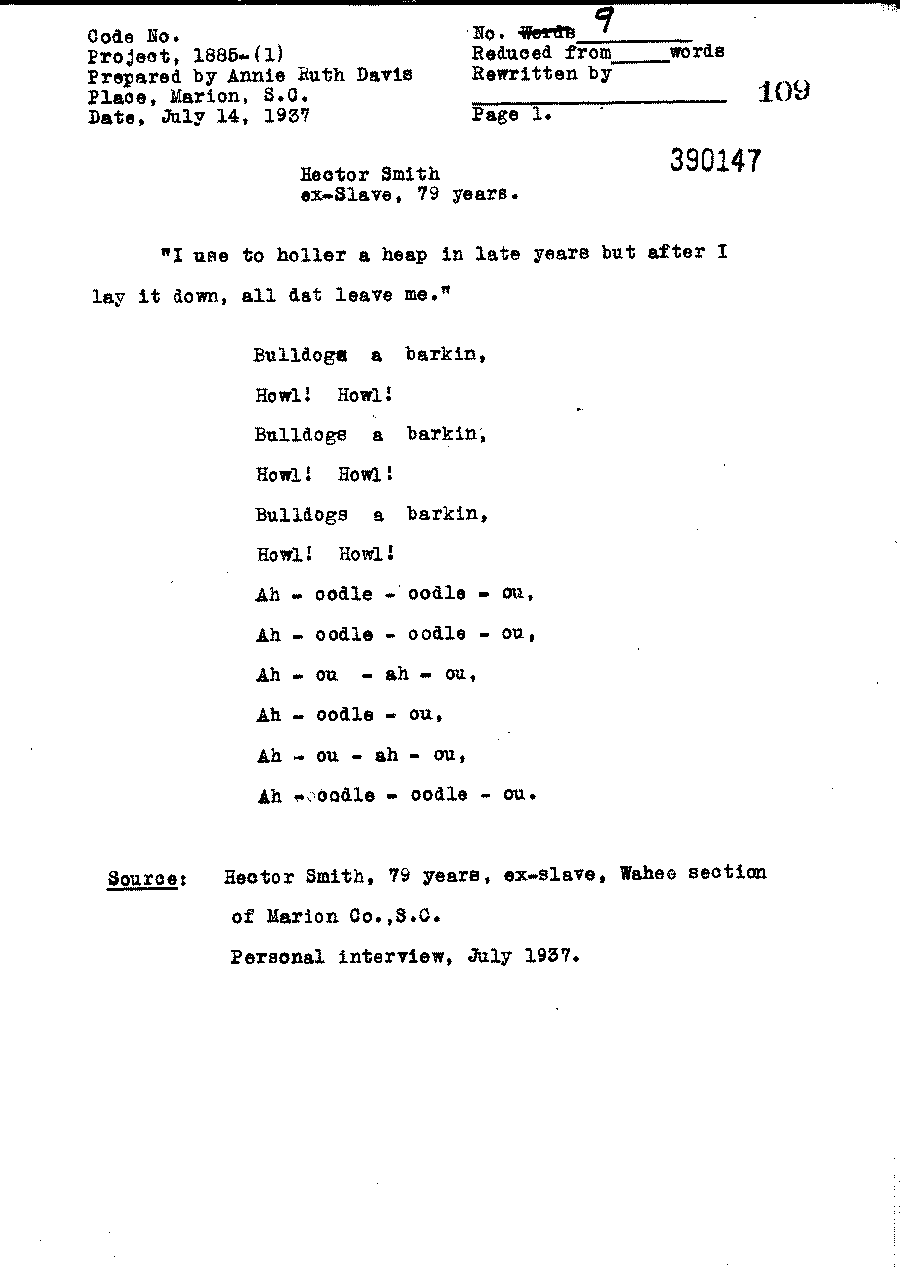 Code No.
Project, 1885-(1)
Prepared by Annie Ruth Davis
Place, Marion, S.C.
Date, July 14, 1937
No. Words 9
Reduced from_____words
Rewritten by
109
Page 1.
390147
Hector Smith
ex-Slave, 79 years.
"I use to holler a heap in late years but after I
lay it down, all dat leave me."
Bulldogs a barkin,
Howl! Howl!
Bulldogs a barkin,
Howl! Howl!
Bulldogs a barkin,
Howl! Howl!
Ah - oodle - oodle - ou,
Ah - oodle - oodle - ou,
Ah - ou - ah - ou,
Ah - oodle - ou,
Ah - ou - ah - ou,
Ah - oodle - oodle - ou.
Source: Hector Smith, 79 years, ex-slave, Wahee section
of Marion Co.,S.C.
Personal interview, July 1937.